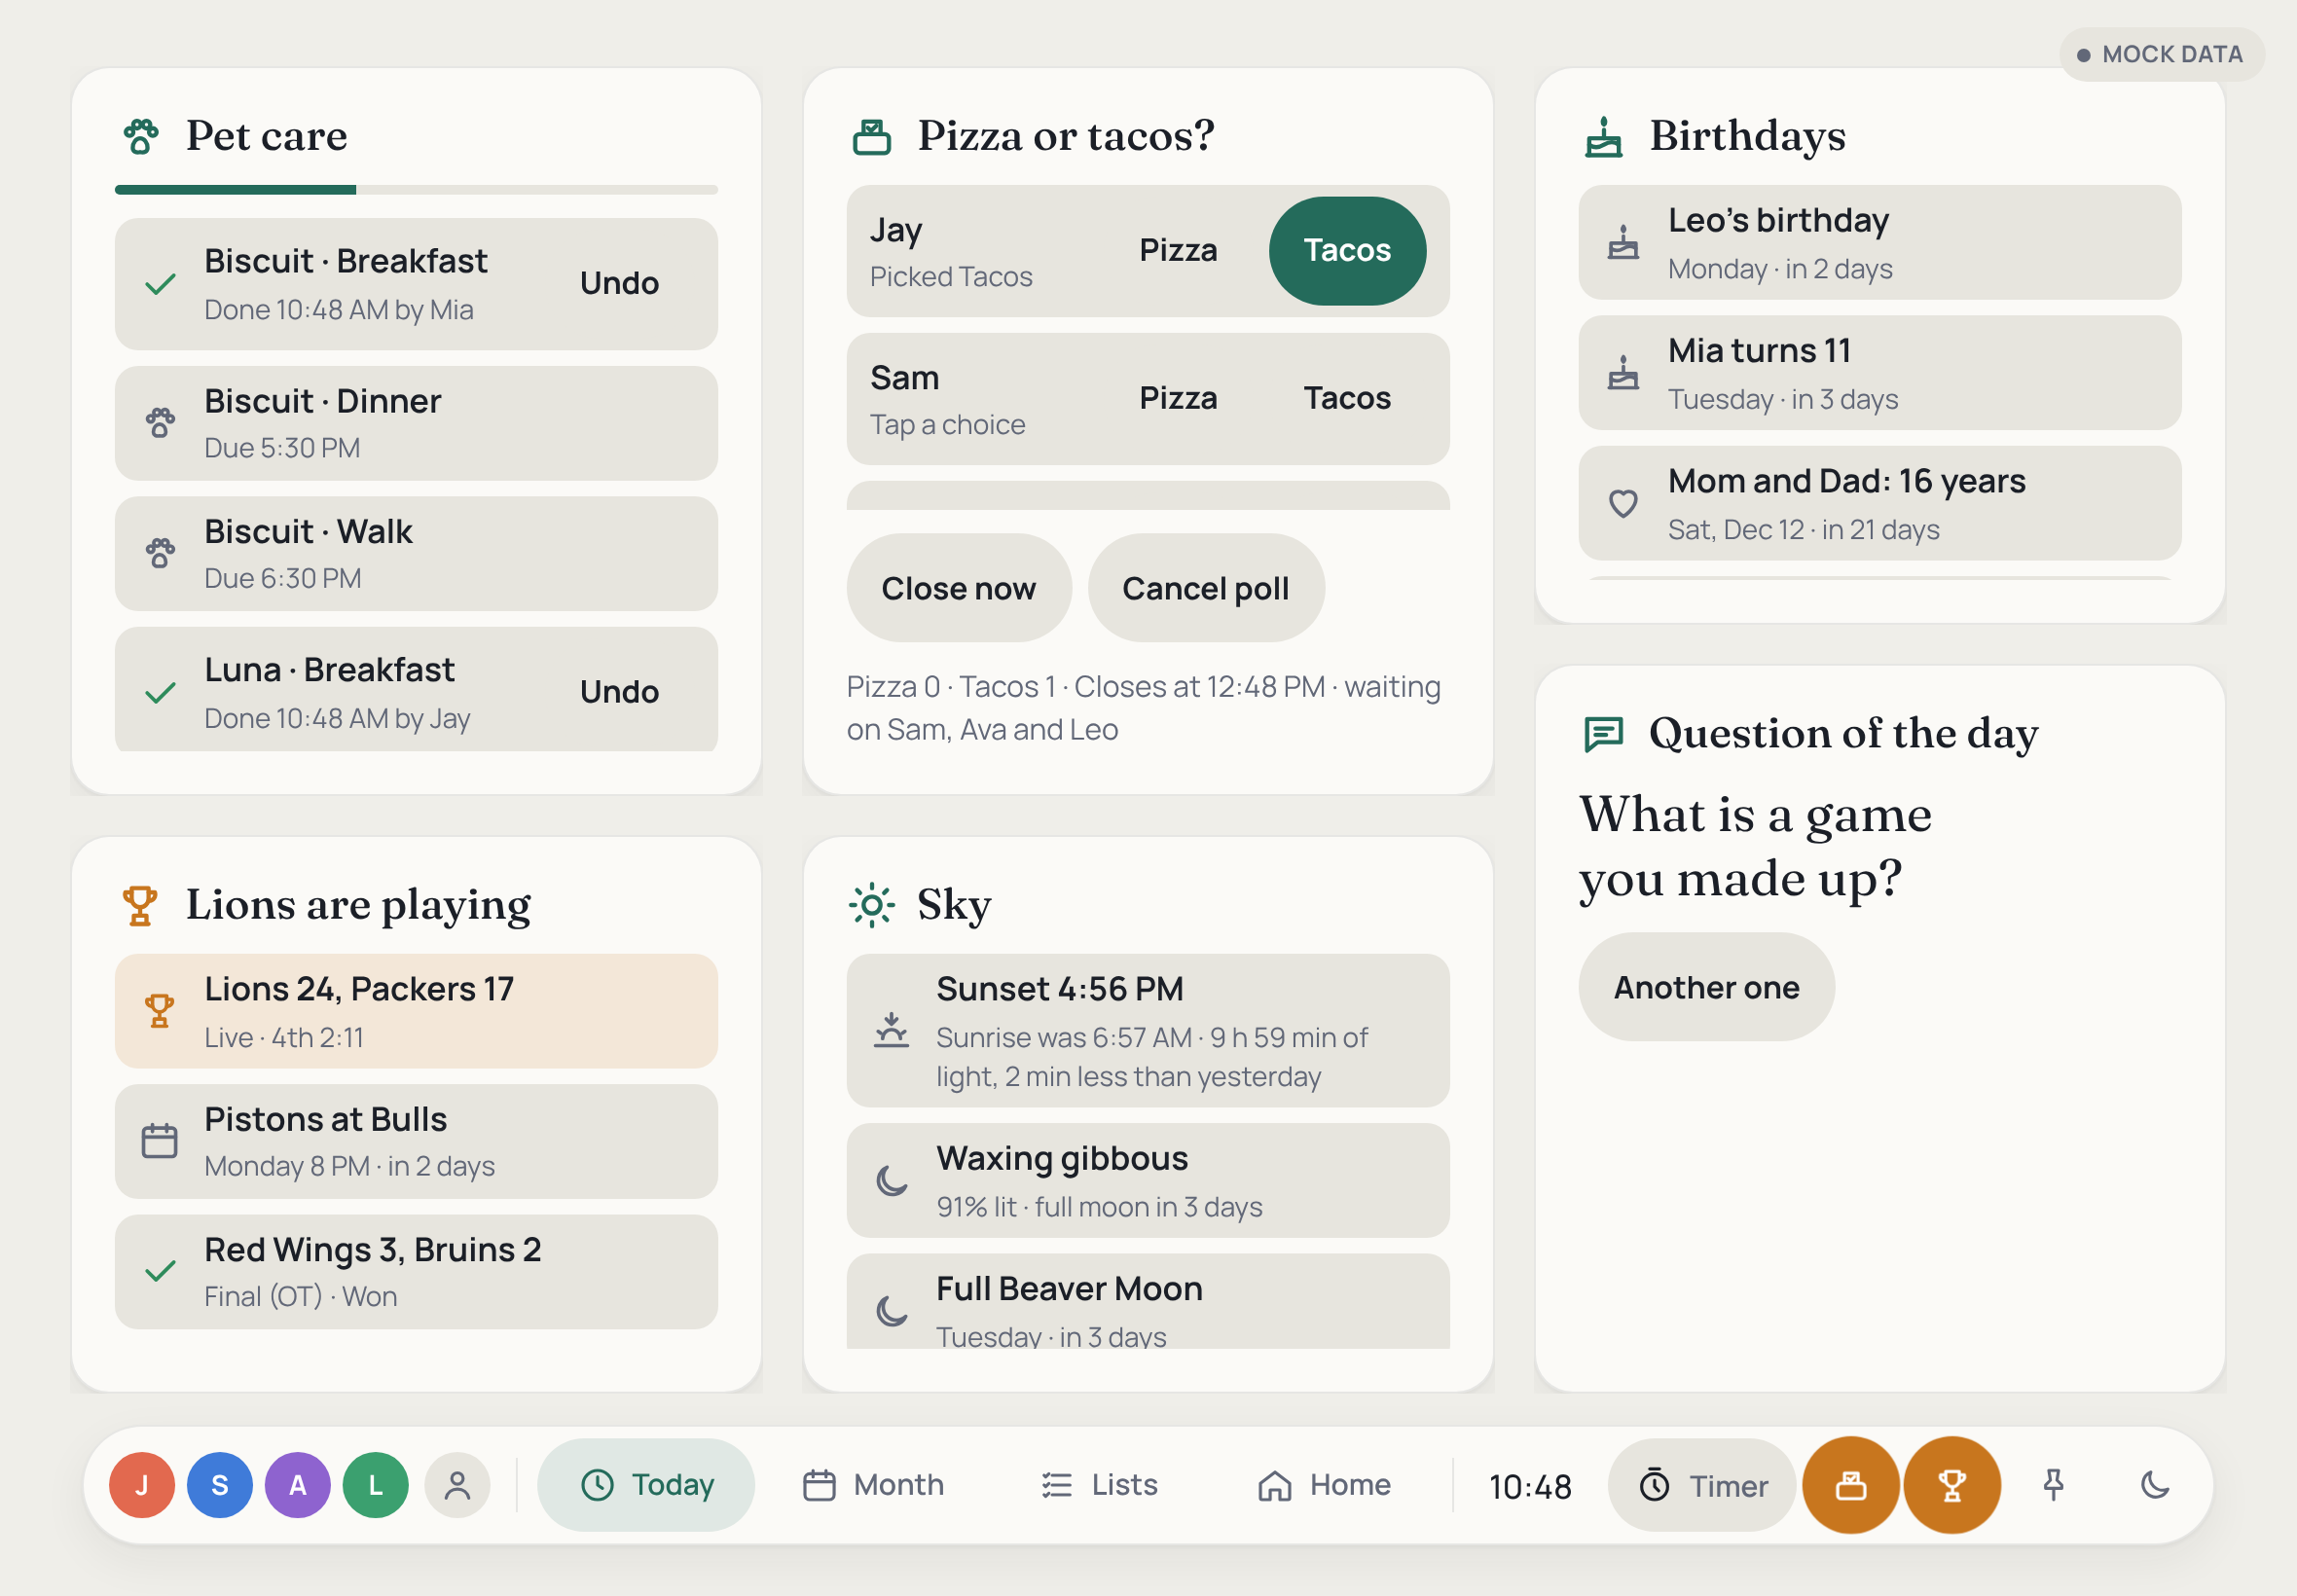 MOCK DATA
Pet care
Biscuit · Breakfast
Done 10:48 AM by Mia
Undo
Biscuit · Dinner
Due 5:30 PM
Biscuit · Walk
Due 6:30 PM
Luna · Breakfast
Done 10:48 AM by Jay
Undo
Pizza or tacos?
Jay
Picked Tacos
Pizza
Tacos
Sam
Tap a choice
Pizza
Tacos
Close now
Cancel poll
Pizza 0 · Tacos 1 · Closes at 12:48 PM · waiting
on Sam, Ava and Leo
Birthdays
Leo’s birthday
Monday · in 2 days
Mia turns 11
Tuesday · in 3 days
Mom and Dad: 16 years
Sat, Dec 12 · in 21 days
Question of the day
What is a game
you made up?
Another one
Lions are playing
Lions 24, Packers 17
Live · 4th 2:11
Pistons at Bulls
Monday 8 PM · in 2 days
Red Wings 3, Bruins 2
Final (OT) · Won
Sky
Sunset 4:56 PM
Sunrise was 6:57 AM · 9 h 59 min of
light, 2 min less than yesterday
Waxing gibbous
91% lit · full moon in 3 days
Full Beaver Moon
Tuesday · in 3 days
J
S
A
L
Today
Month
Lists
Home
10:48
Timer